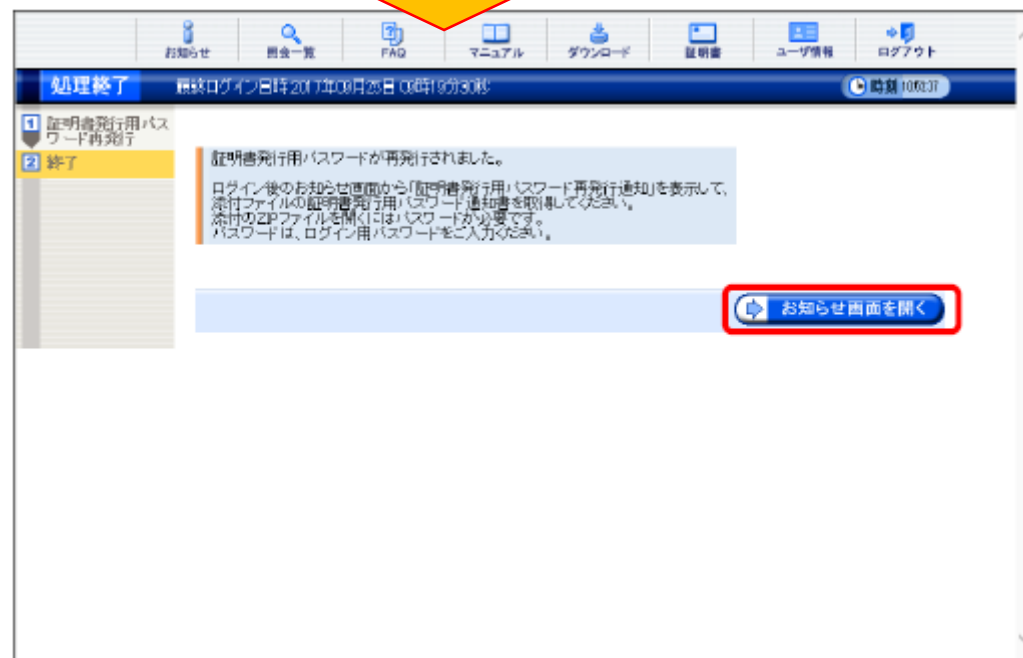 お知らせ
照会一覧
FAQ
マニュアル
ダウンロード
証明書
ユーザ情報
ログアウト
処理終了
最終ログイン日時:2017年09月25日 09時19分30秒
時刻
1 証明書発行用パス
ワード再発行
2 終了
証明書発行用パスワードが再発行されました。
ログイン後のお知らせ画面から「証明書発行用パスワード再発行通知」を表示して、
添付ファイルの証明書発行用パスワード通知書を取得してください。
添付のZIPファイルを開くにはパスワードが必要です。
パスワードは、ログイン用パスワードをご入力ください。
お知らせ画面を開く